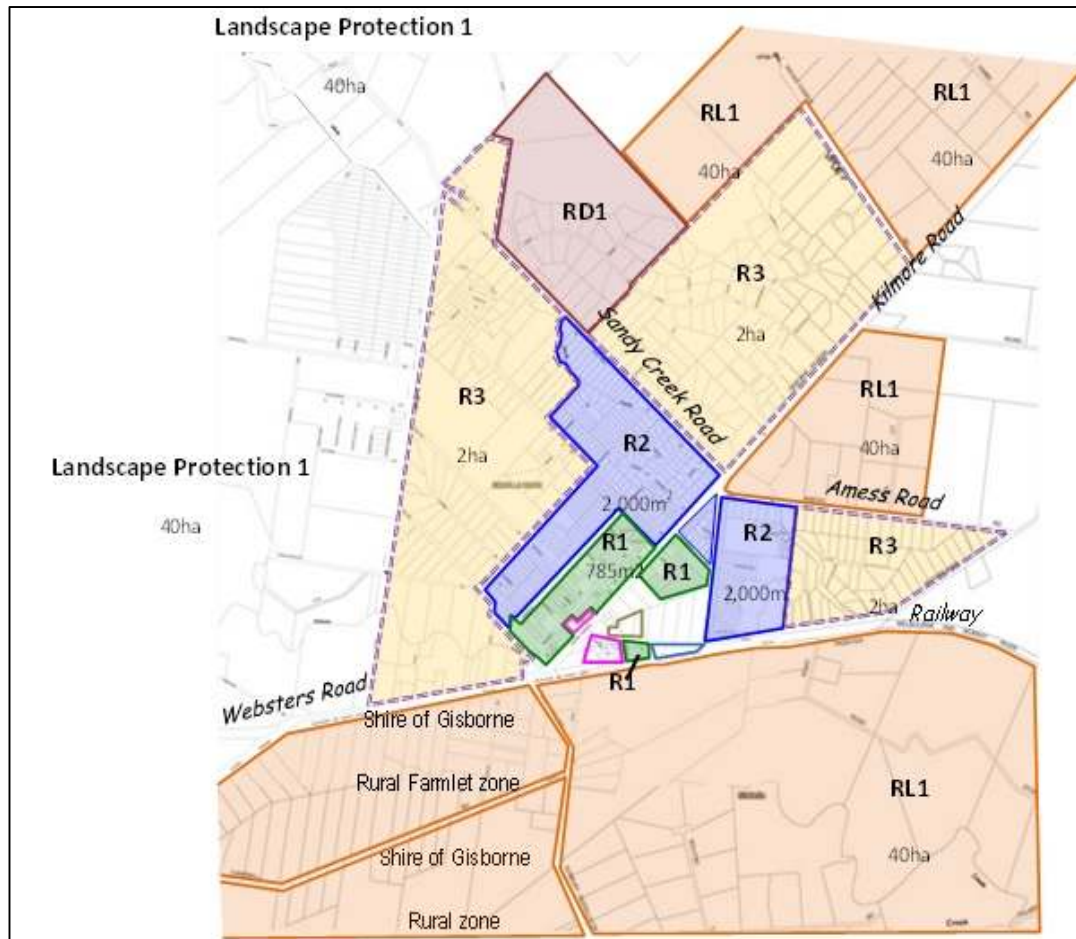 Landscape Protection 1
40ha
RL1
40ha
RL1
40ha
RD1
R3
2ha
Kilmore Road
Sandy Creek Road
R3
2ha
RL1
40ha
Landscape Protection 1
40ha
R2
2,000m²
Amess Road
R1
785m2
R1
R2
2,000m²
R3
2ha
Railway
R1
Websters Road
Shire of Gisborne
Rural Farmlet zone
RL1
40ha
Shire of Gisborne
Rural zone
Creek